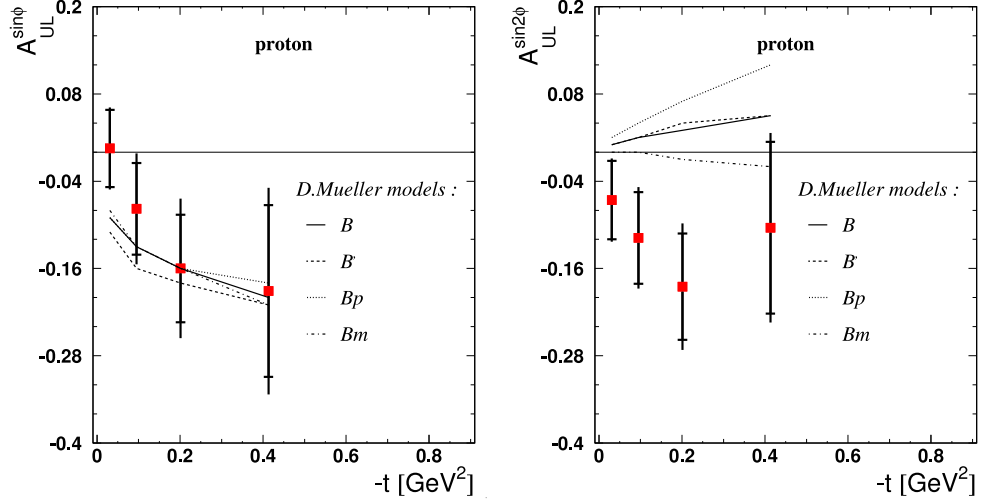 A_UL^sinϕ
0.2
0.08
-0.04
-0.16
-0.28
-0.4
proton
D.Mueller models :
B
B'
Bp
Bm
0 0.2 0.4 0.6 0.8
-t [GeV²]
A_UL^sin2ϕ
0.2
0.08
-0.04
-0.16
-0.28
-0.4
proton
D.Mueller models :
B
B'
Bp
Bm
0 0.2 0.4 0.6 0.8
-t [GeV²]